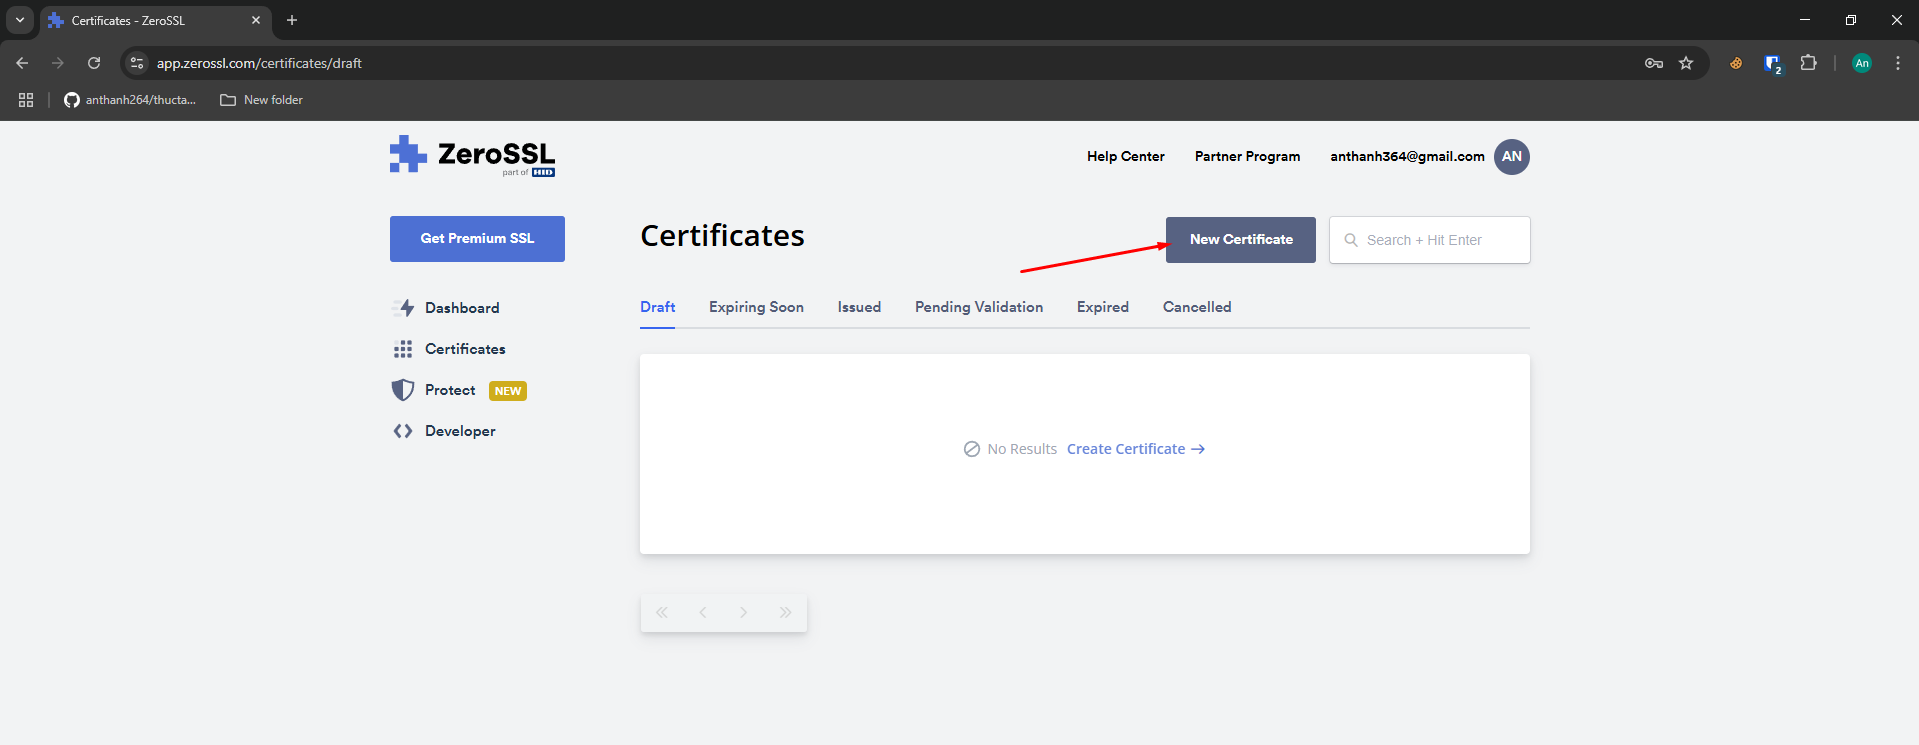 Certificates - ZeroSSL
app.zerossl.com/certificates/draft
2
An
anthanh264/thucta...
New folder
ZeroSSL
part of HID
Help Center
Partner Program
anthanh364@gmail.com
AN
Get Premium SSL
Certificates
New Certificate
Search + Hit Enter
Dashboard
Certificates
Protect NEW
Developer
Draft
Expiring Soon
Issued
Pending Validation
Expired
Cancelled
No Results Create Certificate →